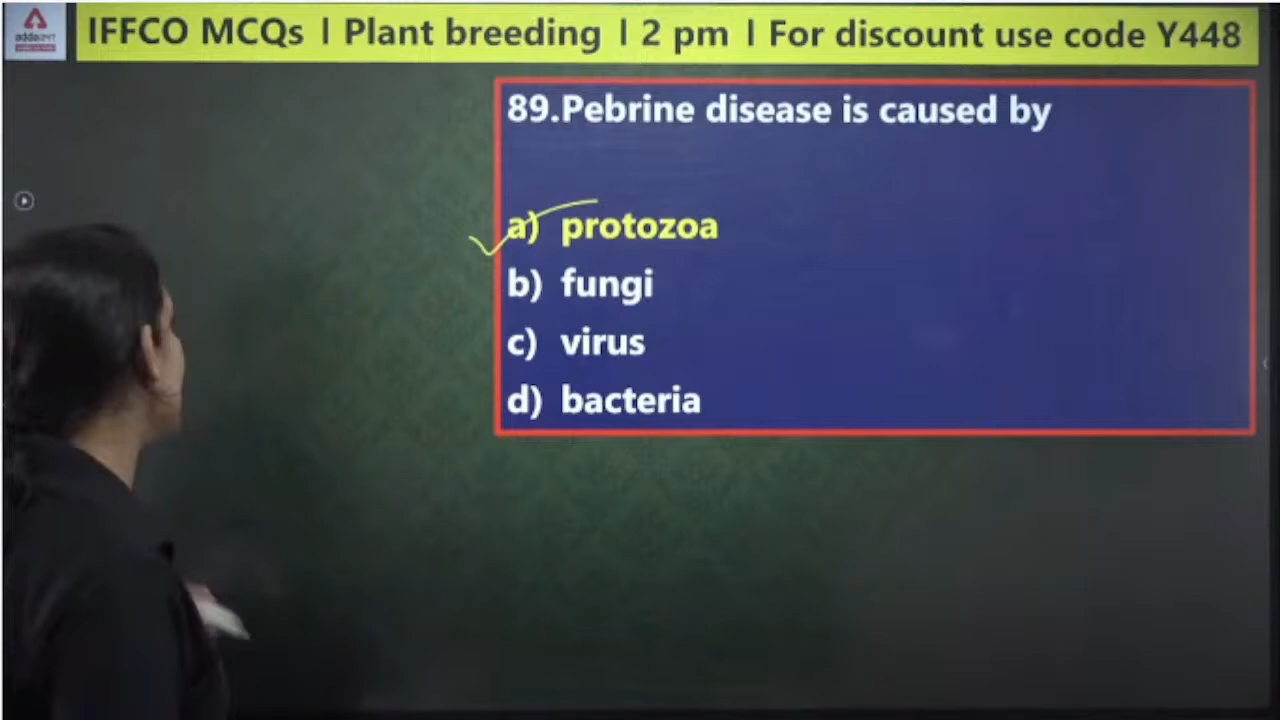 adda247
IFFCO MCQs I Plant breeding I 2 pm I For discount use code Y448
89.Pebrine disease is caused by
a) protozoa
b) fungi
c) virus
d) bacteria